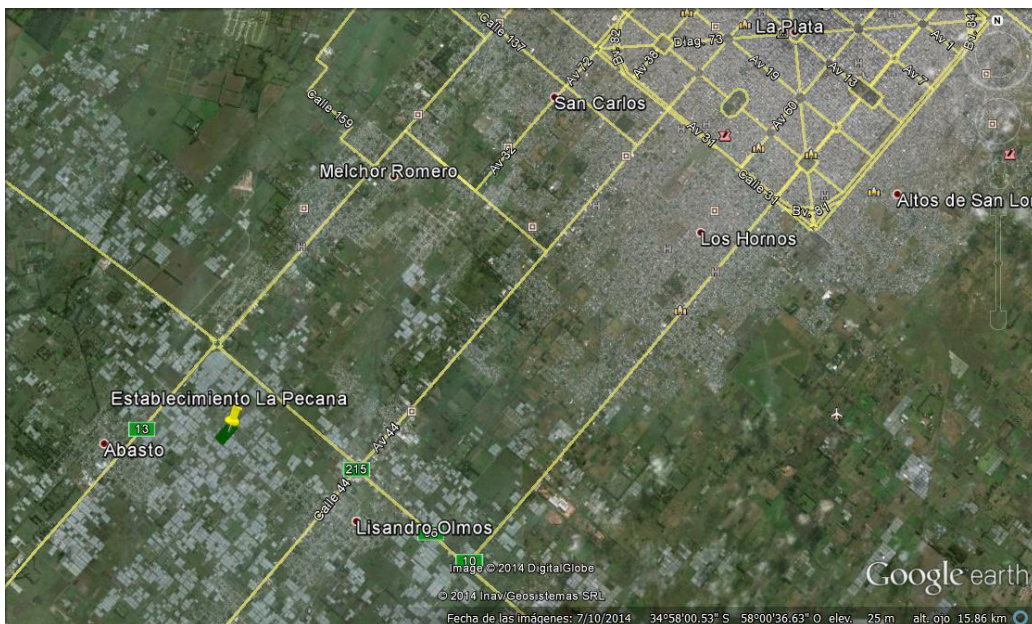 Calle 137
La Plata
N
Diag. 73
Bv. 82
Av 38
Av 19
Av 13
Av 1
Bv. 84
Av 7
Av 72
San Carlos
Calle 159
Av 60
Av 31
Av 32
Melchor Romero
Calle 31
Bv. 81
Altos de San Lor
Los Hornos
Establecimiento La Pecana
13
Abasto
Av 44
215
Calle 44
Lisandro Olmos
10
Image © 2014 DigitalGlobe
© 2014 Inav/Geosistemas SRL
Google earth
Fecha de las imágenes: 7/10/2014 34°58'00.53" S 58°00'36.63" O elev. 25 m alt. ojo 15.86 km